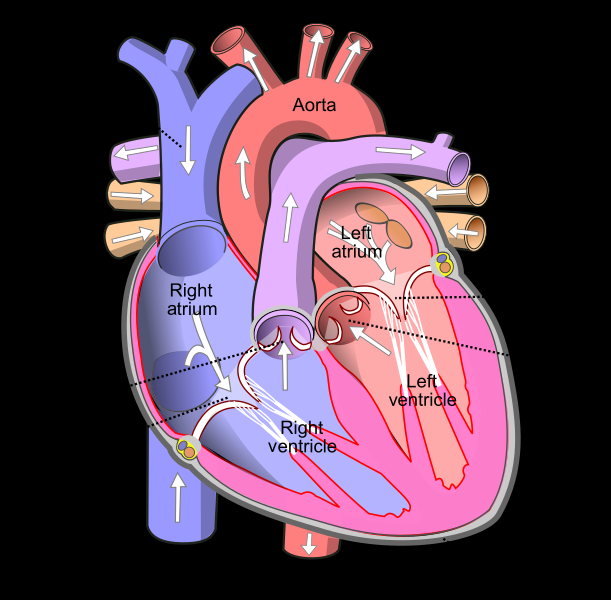 Aorta
Left
atrium
Right
atrium
Left
ventricle
Right
ventricle